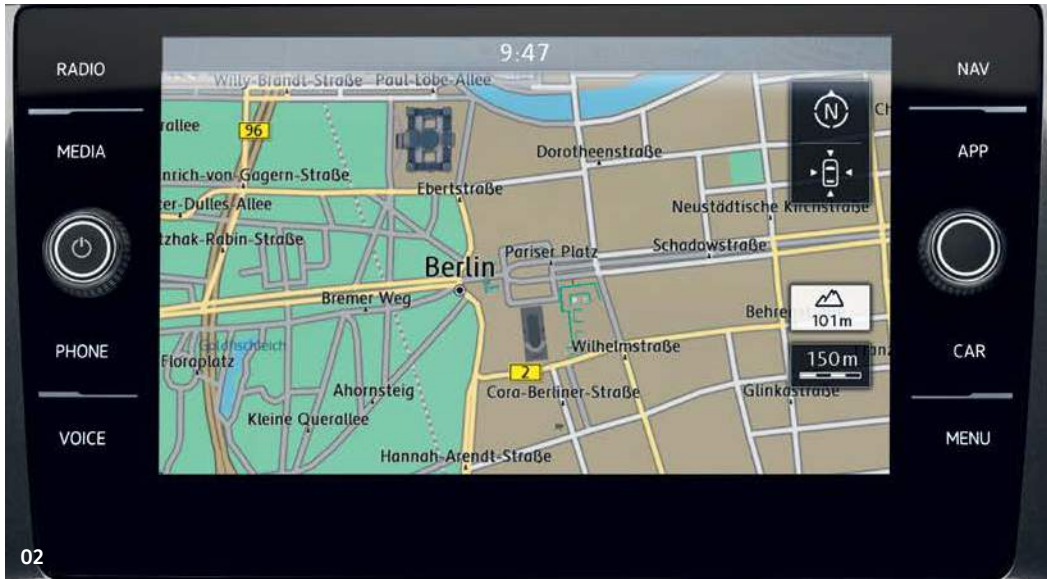 9:47
RADIO
NAV
Willy-Brandt-Straße
Paul-Löbe-Allee
N
Ch
rallee
96
MEDIA
APP
Dorotheenstraße
nrich-von-Gagern-Straße
Ebertstraße
er-Dulles-Allee
Neustädtische Kirchstraße
tzhak-Rabin-Straße
Pariser Platz
Schadowstraße
Berlin
Bremer Weg
Behre
101m
PHONE
Floraplatz
Wilhelmstraße
150m
CAR
2
Ahornsteig
Cora-Berliner-Straße
Glinkastraße
Kleine Querallee
VOICE
MENU
Hannah-Arendt-Straße
02